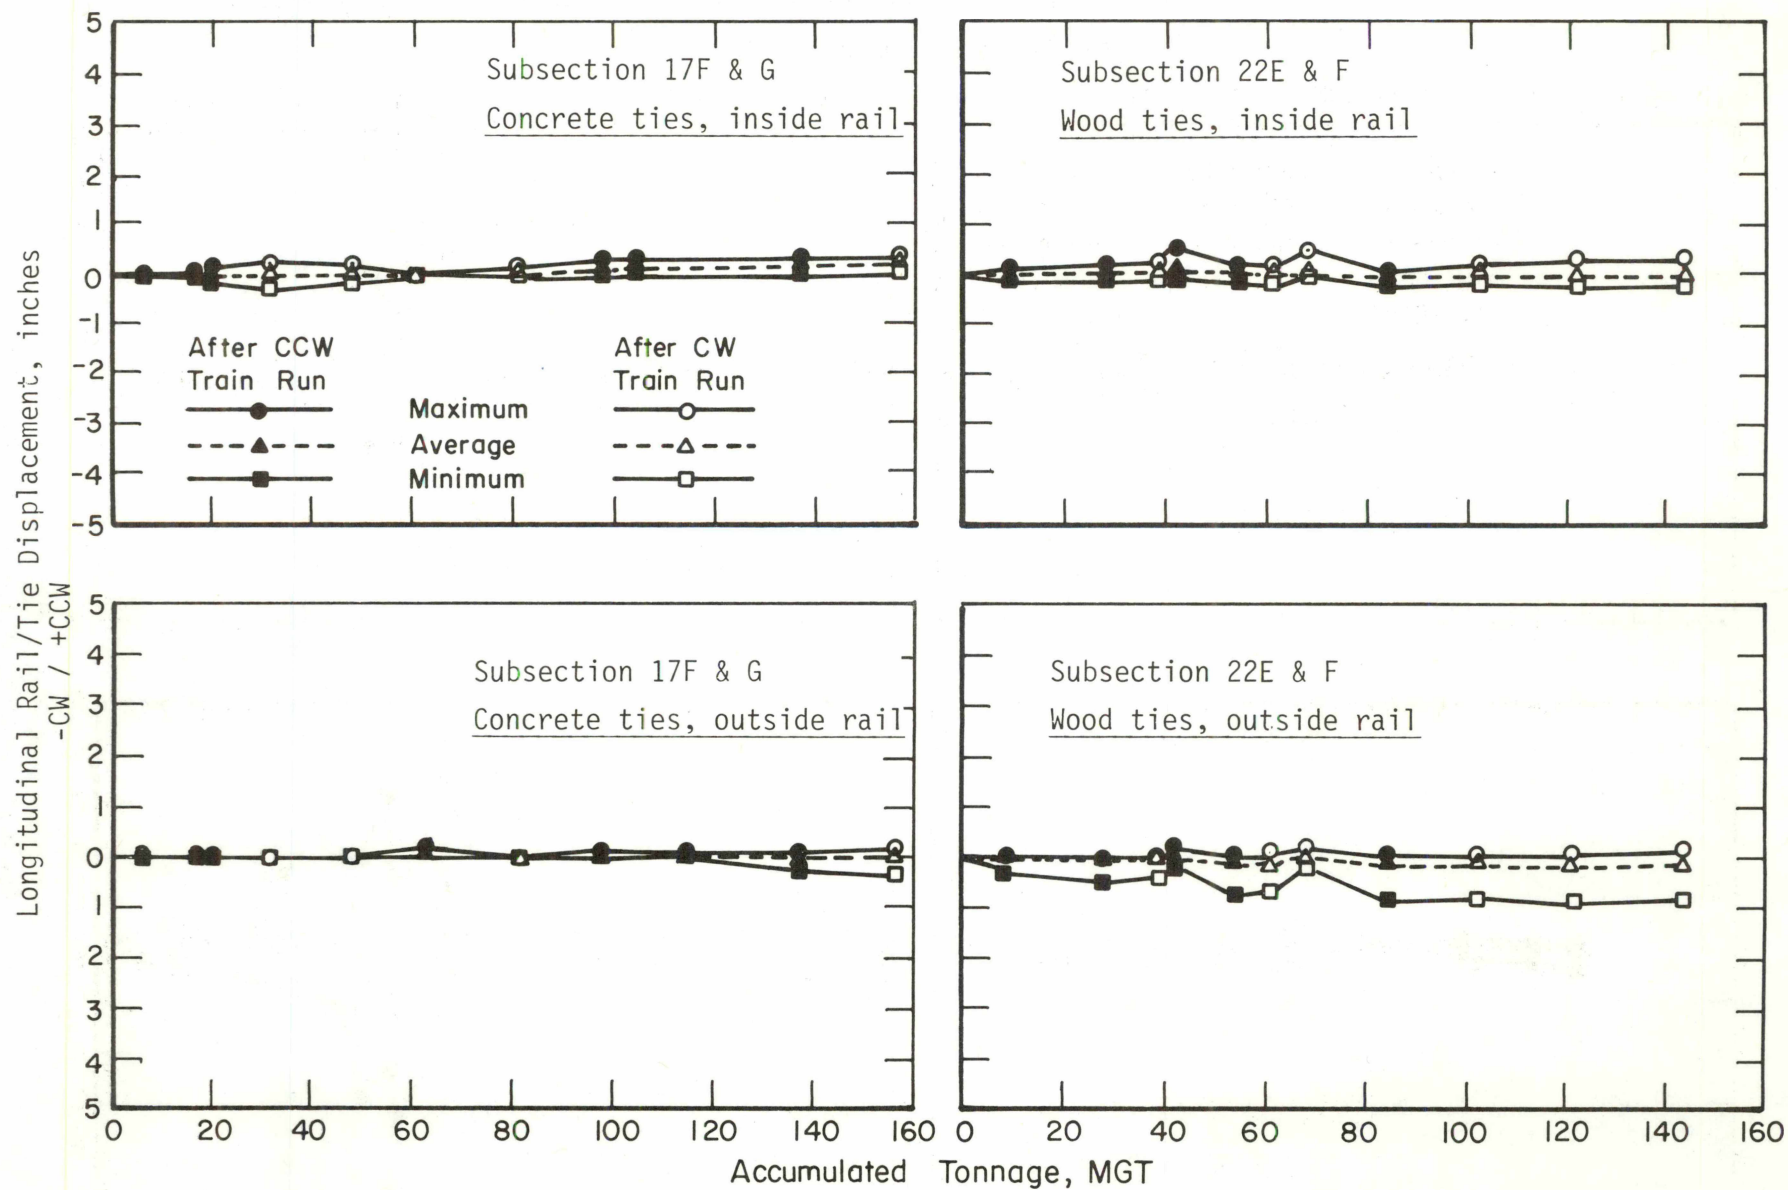 Longitudinal Rail/Tie Displacement, inches
-CW / +CCW
5
4
3
2
1
0
-1
-2
-3
-4
-5
Subsection 17F & G
Concrete ties, inside rail
After CCW
Train Run
After CW
Train Run
Maximum
Average
Minimum
Subsection 22E & F
Wood ties, inside rail
5
4
3
2
1
0
1
2
3
4
5
Subsection 17F & G
Concrete ties, outside rail
Subsection 22E & F
Wood ties, outside rail
0 20 40 60 80 100 120 140 160
0 20 40 60 80 100 120 140 160
Accumulated Tonnage, MGT